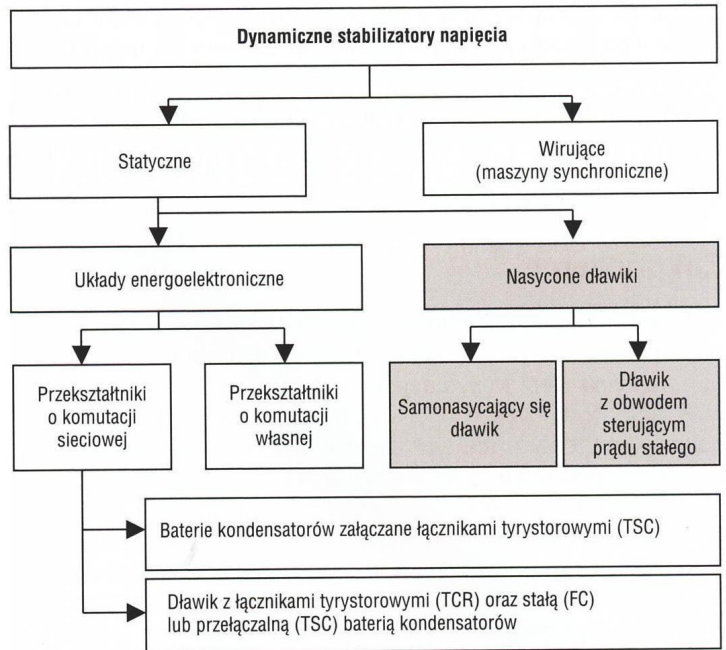 Dynamiczne stabilizatory napięcia
Statyczne
Wirujące
(maszyny synchroniczne)
Układy energoelektroniczne
Nasycone dławiki
Przekształtniki
o komutacji
sieciowej
Przekształtniki
o komutacji
własnej
Samonasycający się
dławik
Dławik
z obwodem
sterującym
prądu stałego
Baterie kondensatorów załączane łącznikami tyrystorowymi (TSC)
Dławik z łącznikami tyrystorowymi (TCR) oraz stałą (FC)
lub przełączalną (TSC) baterią kondensatorów